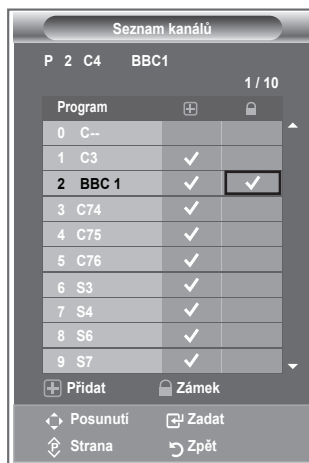 Seznam kanálů
P 2 C4 BBC1
1 / 10
Program
0 C--
1 C3
2 BBC 1
3 C74
4 C75
5 C76
6 S3
7 S4
8 S6
9 S7
Přidat Zámek
Posunutí Zadat
Strana Zpět